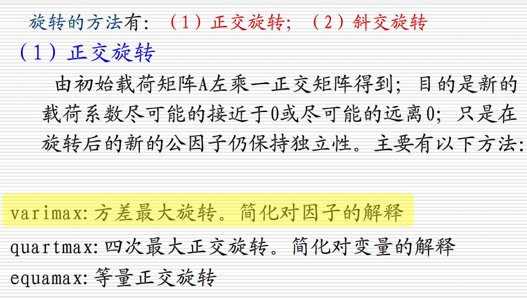 旋转的方法有：（1）正交旋转；（2）斜交旋转
（1）正交旋转
由初始载荷矩阵A左乘一正交矩阵得到；目的是新的
载荷系数尽可能的接近于0或尽可能的远离0；只是在
旋转后的新的公因子仍保持独立性。主要有以下方法：
varimax：方差最大旋转。简化对因子的解释
quartmax：四次最大正交旋转。简化对变量的解释
equamax：等量正交旋转